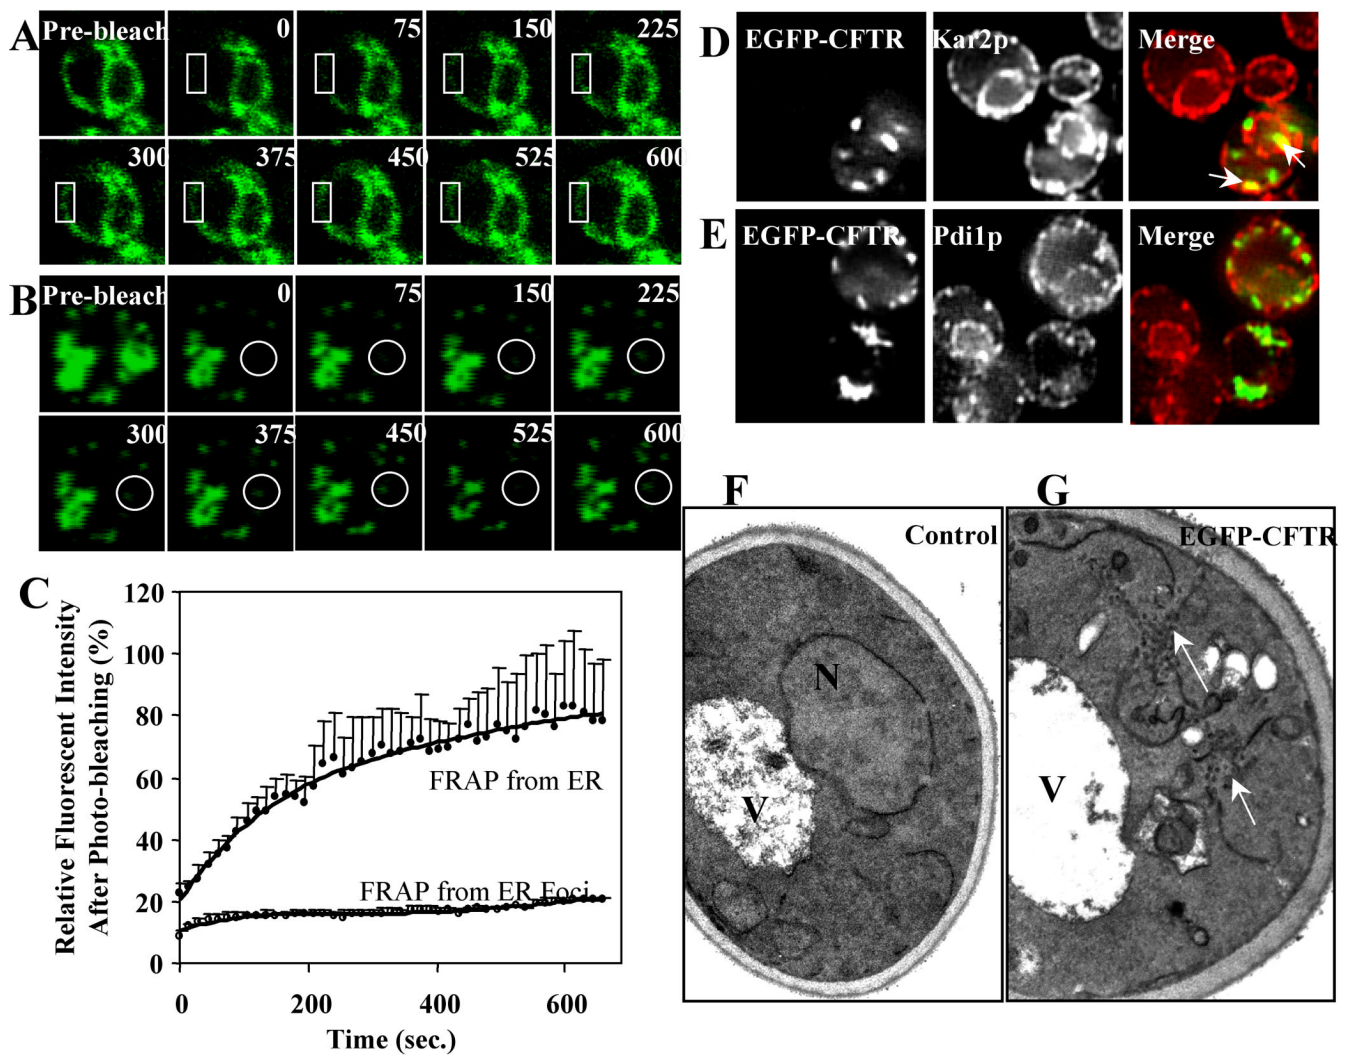 A
Pre-bleach 0 75 150 225
300 375 450 525 600
B
Pre-bleach 0 75 150 225
300 375 450 525 600
C
Relative Fluorescent Intensity
After Photo-bleaching (%)
120
100
80
60
40
20
0
FRAP from ER
FRAP from ER Foci
0 200 400 600
Time (sec.)
D
EGFP-CFTR Kar2p Merge
E
EGFP-CFTR Pdi1p Merge
F
Control
N
V
G
EGFP-CFTR
V